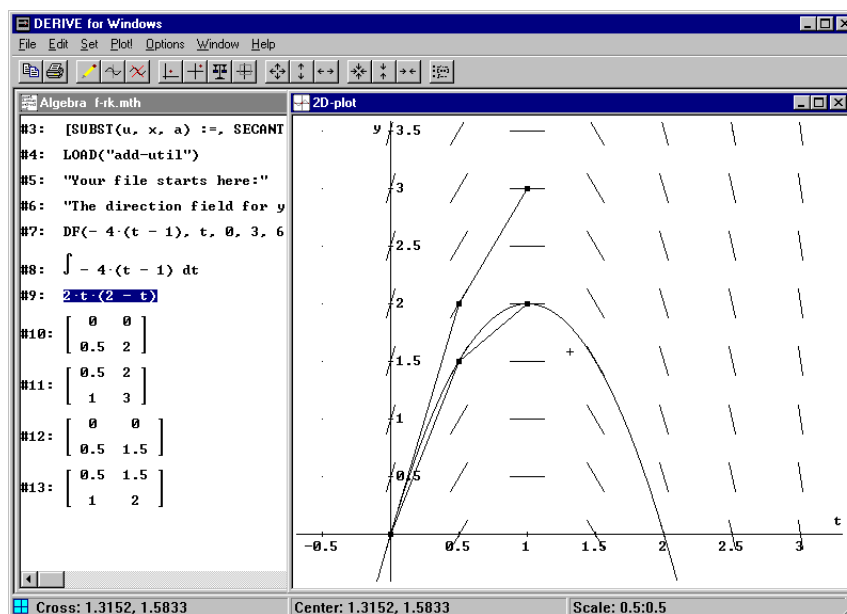 DERIVE for Windows
File Edit Set Plot! Options Window Help
Algebra f-rk.mth
#3: [SUBST(u, x, a) :=, SECANT
#4: LOAD("add-util")
#5: "Your file starts here:"
#6: "The direction field for y
#7: DF(- 4·(t - 1), t, 0, 3, 6
#8: ∫ - 4·(t - 1) dt
#9: 2·t·(2 - t)
#10: [ 0 0
0.5 2 ]
#11: [ 0.5 2
1 3 ]
#12: [ 0 0
0.5 1.5 ]
#13: [ 0.5 1.5
1 2 ]
2D-plot
y 3.5
3
2.5
2
1.5
1
0.5
t
-0.5 0.5 1 1.5 2 2.5 3
Cross: 1.3152, 1.5833 Center: 1.3152, 1.5833 Scale: 0.5:0.5